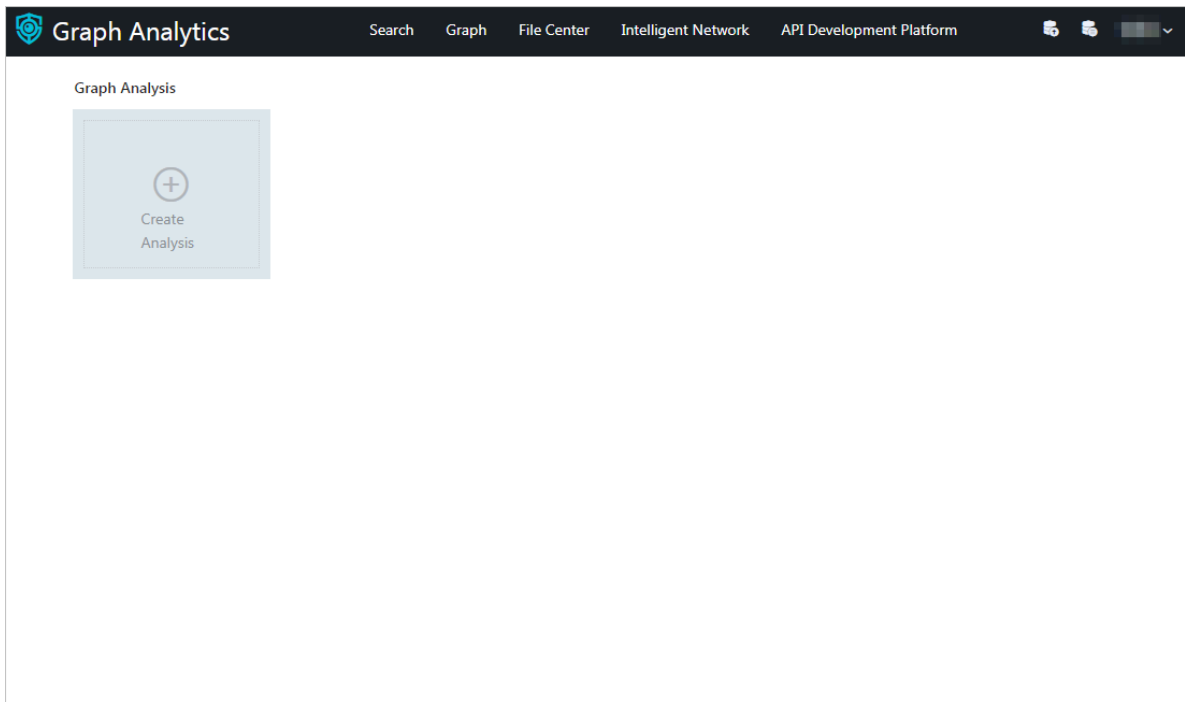 Graph Analytics Search Graph File Center Intelligent Network API Development Platform
Graph Analysis
Create
Analysis